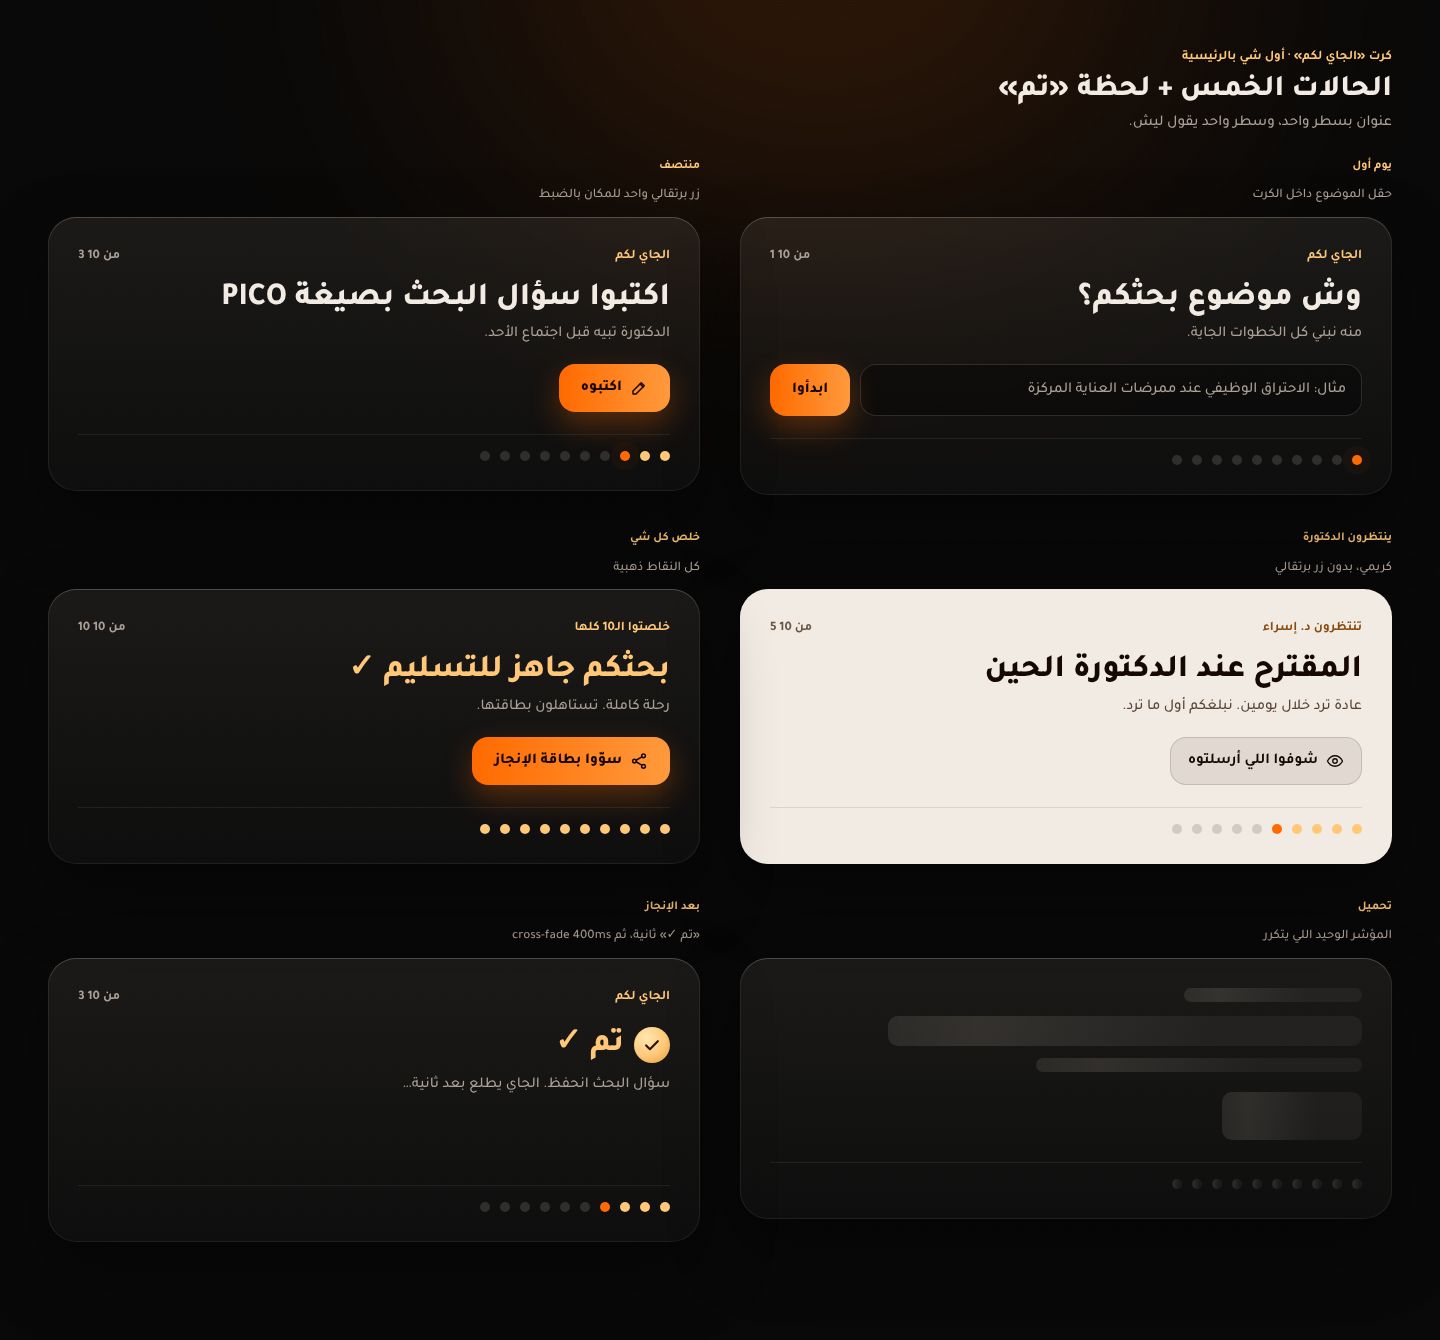 كرت «الجاي لكم» · أول شي بالرئيسية
الحالات الخمس + لحظة «تم»
عنوان بسطر واحد، وسطر واحد يقول ليش.
يوم أول
حقل الموضوع داخل الكرت
الجاي لكم
1 من 10
وش موضوع بحثكم؟
منه نبني كل الخطوات الجاية.
مثال: الاحتراق الوظيفي عند ممرضات العناية المركزة
ابدأوا
منتصف
زر برتقالي واحد للمكان بالضبط
الجاي لكم
3 من 10
اكتبوا سؤال البحث بصيغة PICO
الدكتورة تبيه قبل اجتماع الأحد.
اكتبوه
ينتظرون الدكتورة
كريمي، بدون زر برتقالي
تنتظرون د. إسراء
5 من 10
المقترح عند الدكتورة الحين
عادة ترد خلال يومين. نبلغكم أول ما ترد.
شوفوا اللي أرسلتوه
خلص كل شي
كل النقاط ذهبية
خلصتوا الـ10 كلها
10 من 10
بحثكم جاهز للتسليم ✓
رحلة كاملة. تستاهلون بطاقتها.
سوّوا بطاقة الإنجاز
تحميل
المؤشر الوحيد اللي يتكرر
بعد الإنجاز
«تم ✓» ثانية، ثم cross-fade 400ms
الجاي لكم
3 من 10
تم ✓
سؤال البحث انحفظ. الجاي يطلع بعد ثانية…